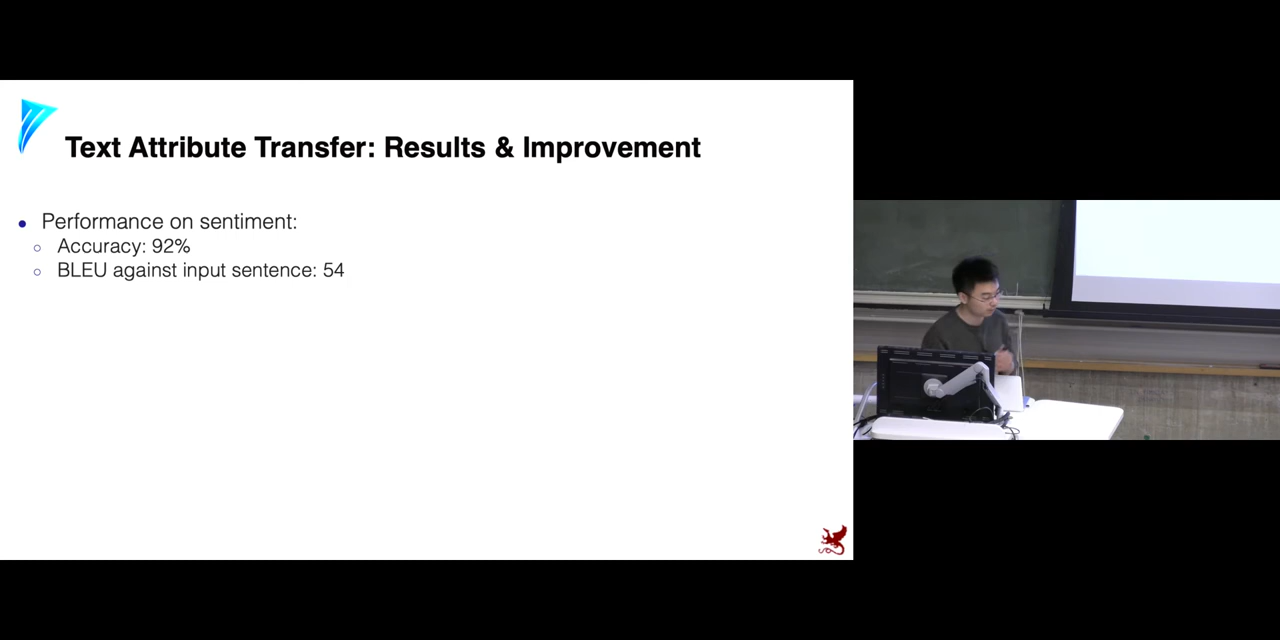 Text Attribute Transfer: Results & Improvement
Performance on sentiment:
Accuracy: 92%
BLEU against input sentence: 54